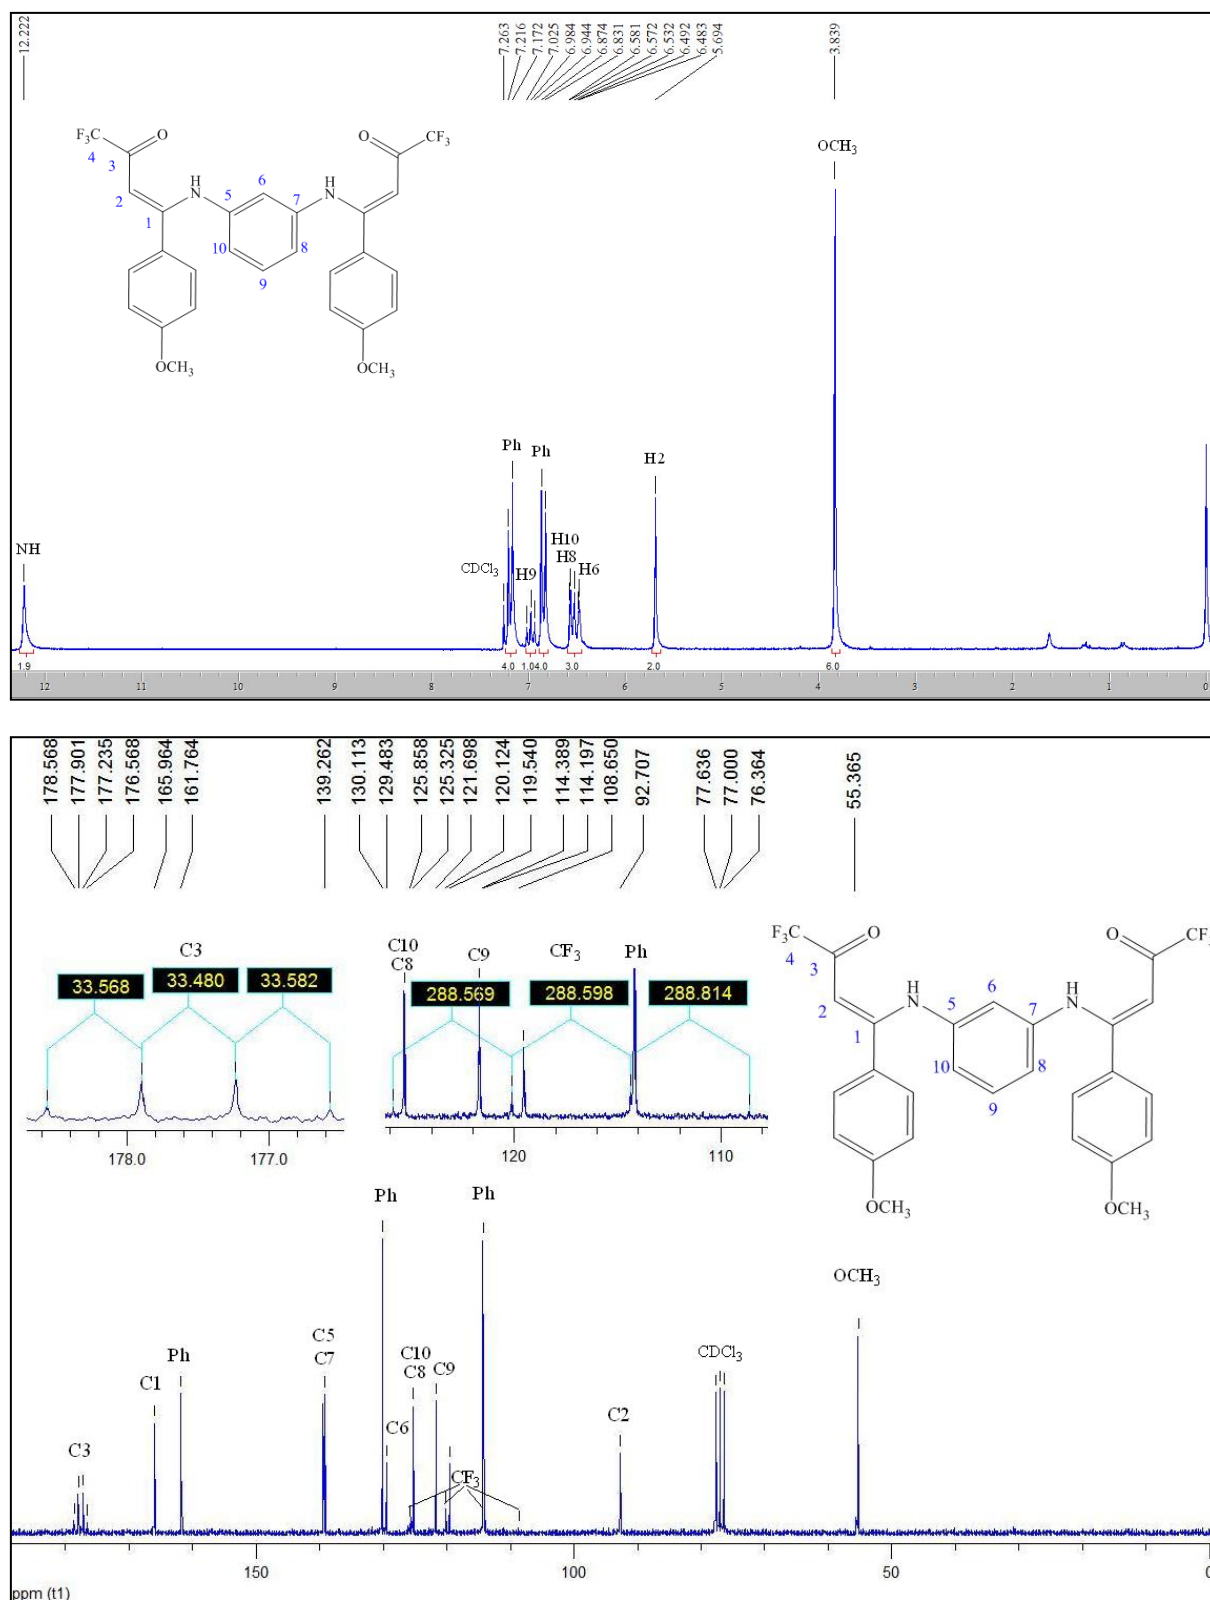 12.222
7.263
7.216
7.172
7.025
6.984
6.944
6.874
6.831
6.581
6.572
6.532
6.492
6.483
5.694
3.839
F3C O O CF3
4 3 H 6 H
N N
2 5 7
1
10 8
9
OCH3 OCH3
OCH3
Ph Ph
H2
H10
NH
H8
CDCl3 H9 H6
1.9 4.0 1.0 4.0 3.0 2.0 6.0
12 11 10 9 8 7 6 5 4 3 2 1 0
178.568
177.901
177.235
176.568
165.964
161.764
139.262
130.113
129.483
125.858
125.325
121.698
120.124
119.540
114.389
114.197
108.650
92.707
77.636
77.000
76.364
55.365
C3
33.568 33.480 33.582
178.0 177.0
C10
C8 C9 CF3 Ph
288.569 288.598 288.814
120 110
F3C O O CF3
4 3 H 6 H
N N
2 5 7
1
10 8
9
OCH3 OCH3
Ph Ph
OCH3
C5
Ph C7 C10
C1 C8 C9 CDCl3
C6 C2
C3 CF3
150 100 50 0
ppm (t1)